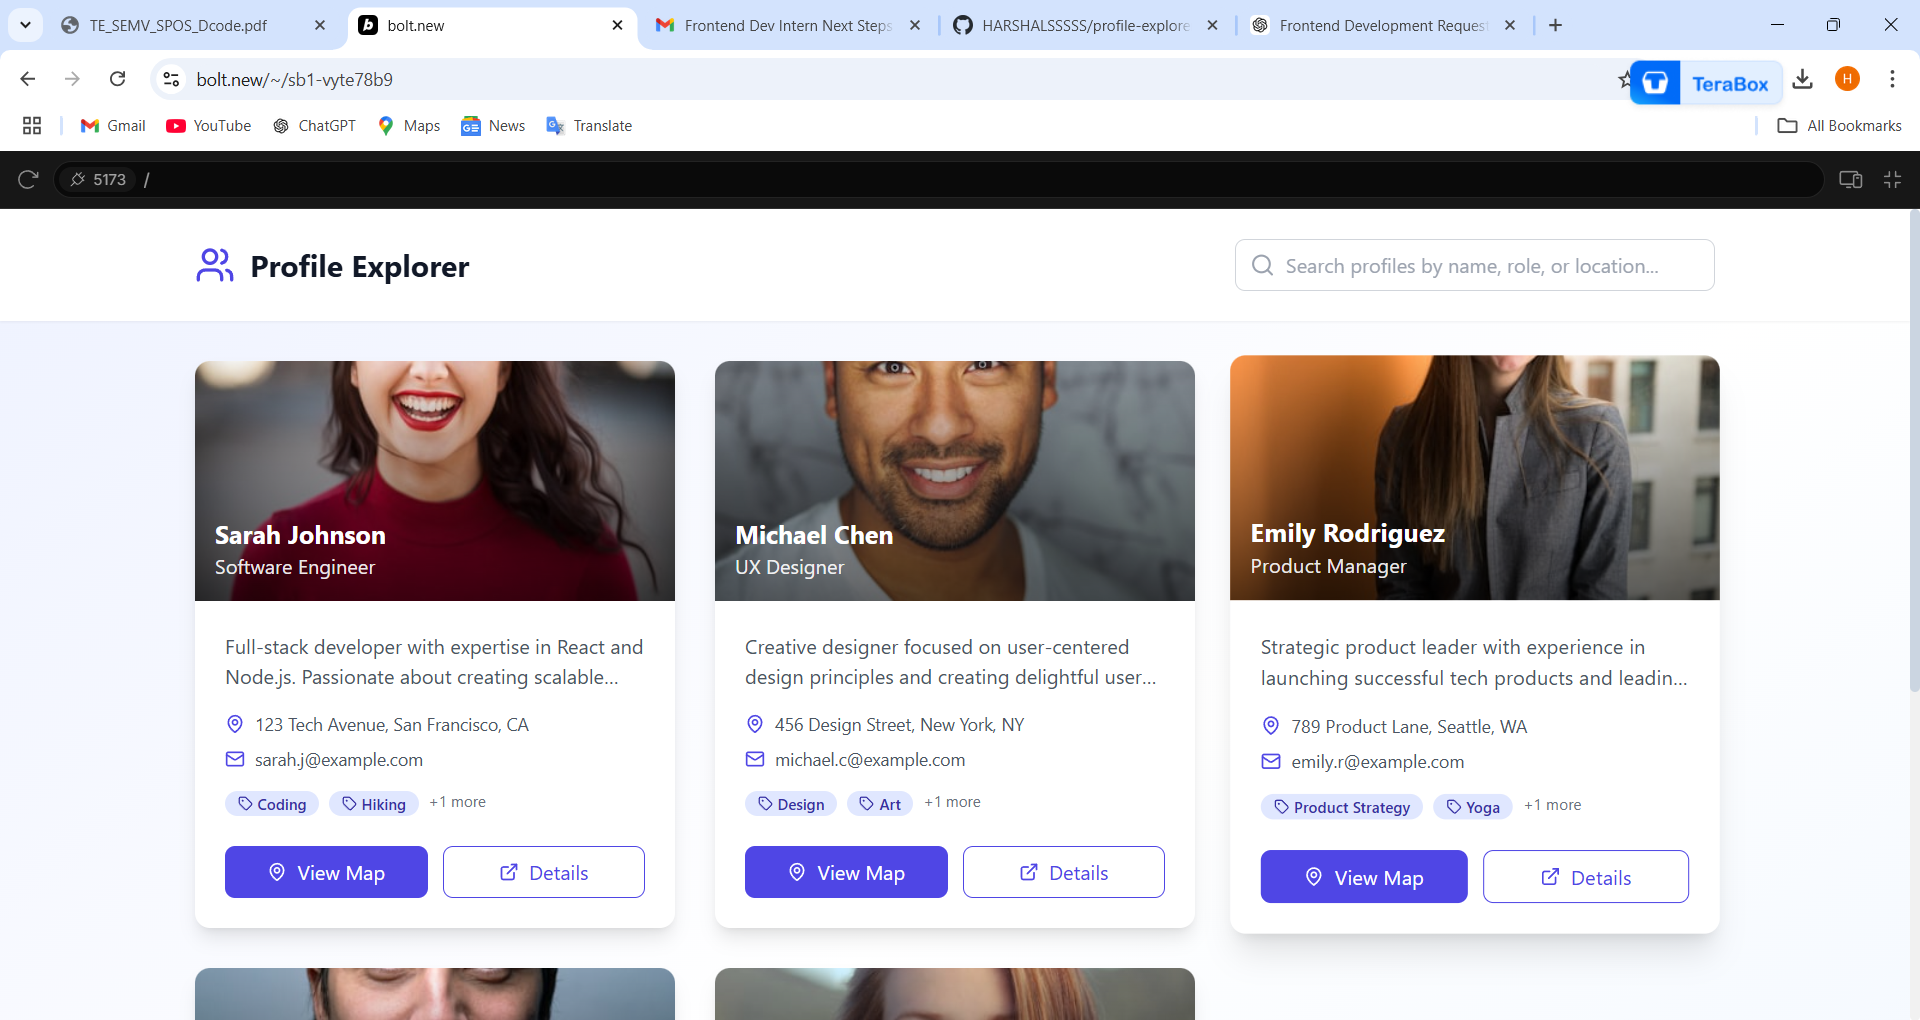 TE_SEMV_SPOS_Dcode.pdf
bolt.new
Frontend Dev Intern Next Steps
HARSHALSSSSS/profile-explore
Frontend Development Reques
bolt.new/~/sb1-vyte78b9
TeraBox
H
Gmail
YouTube
ChatGPT
Maps
News
Translate
All Bookmarks
5173 /
Profile Explorer
Search profiles by name, role, or location...
Sarah Johnson
Software Engineer
Full-stack developer with expertise in React and
Node.js. Passionate about creating scalable...
123 Tech Avenue, San Francisco, CA
sarah.j@example.com
Coding
Hiking
+1 more
View Map
Details
Michael Chen
UX Designer
Creative designer focused on user-centered
design principles and creating delightful user...
456 Design Street, New York, NY
michael.c@example.com
Design
Art
+1 more
View Map
Details
Emily Rodriguez
Product Manager
Strategic product leader with experience in
launching successful tech products and leadin...
789 Product Lane, Seattle, WA
emily.r@example.com
Product Strategy
Yoga
+1 more
View Map
Details